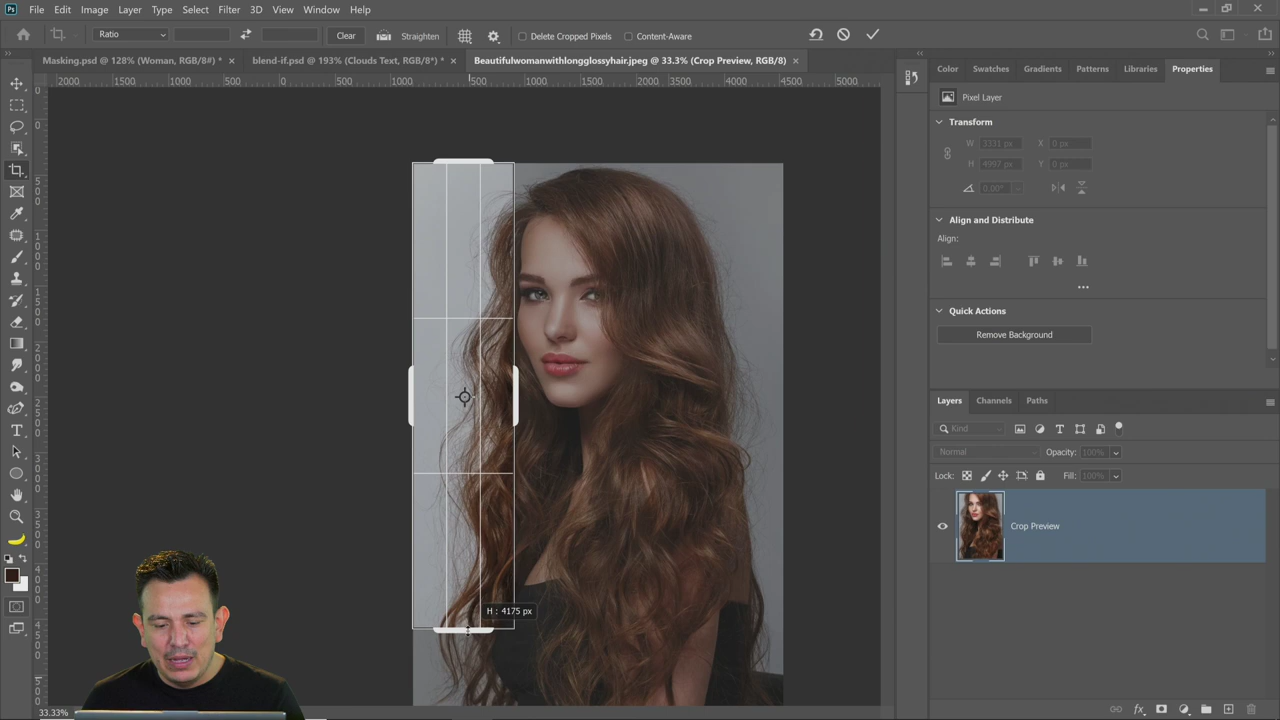 Ps File Edit Image Layer Type Select Filter 3D View Window Help
Ratio Clear Straighten Delete Cropped Pixels Content-Aware
Masking.psd @ 128% (Woman, RGB/8#) * × blend-if.psd @ 193% (Clouds Text, RGB/8*) * × Beautifulwomanwithlongglossyhair.jpeg @ 33.3% (Crop Preview, RGB/8) ×
2000 1500 1000 500 0 500 1000 1500 2000 2500 3000 3500 4000 4500 5000
Color Swatches Gradients Patterns Libraries Properties
Pixel Layer
Transform
W 3331 px X 0 px
H 4997 px Y 0 px
0.00°
Align and Distribute
Align:
Quick Actions
Remove Background
Layers Channels Paths
Kind
Normal Opacity: 100%
Lock: Fill: 100%
Crop Preview
H : 4175 px
33.33%